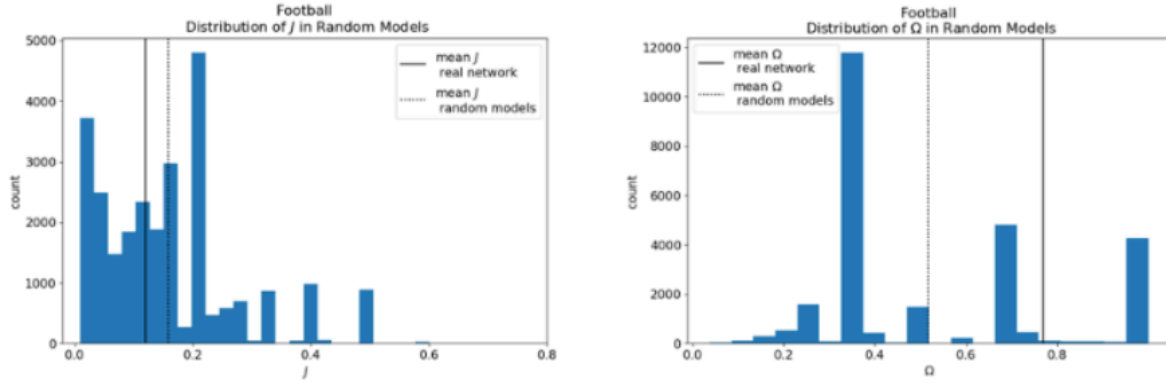 Football
Distribution of J in Random Models
5000
4000
3000
2000
1000
0
count
0.0 0.2 0.4 0.6 0.8
J
mean J
real network
mean J
random models
Football
Distribution of Ω in Random Models
12000
10000
8000
6000
4000
2000
0
count
0.0 0.2 0.4 0.6 0.8
Ω
mean Ω
real network
mean Ω
random models